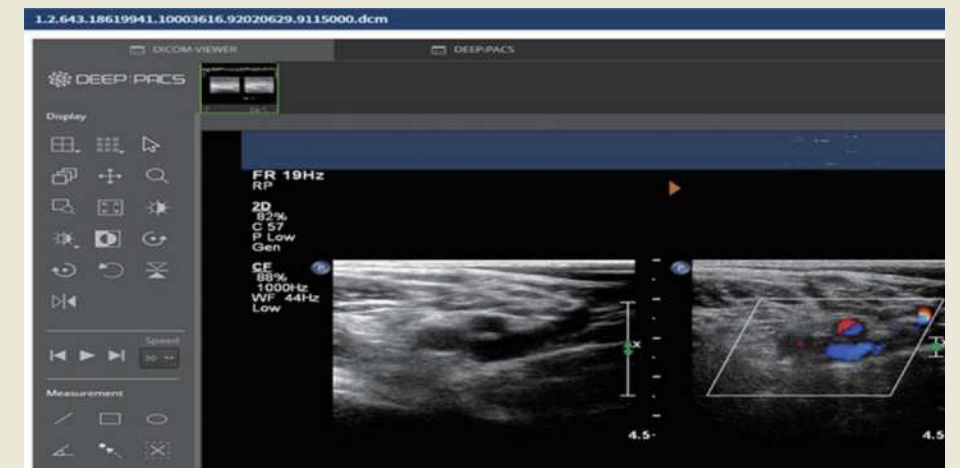 1.2.643.18619941.10003616.92020629.9115000.dcm
DICOM-VIEWER
DEEP|PACS
DEEP|PACS
Display
FR 19Hz
RP
2D
82%
C 57
P Low
Gen
CF
88%
1000Hz
WF 44Hz
Low
P
P
x
x
Speed
20
4.5
4.5
Measurement